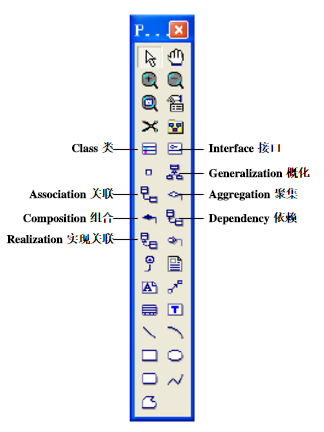 P...
Class 类
Interface 接口
Generalization 概化
Association 关联
Aggregation 聚集
Composition 组合
Dependency 依赖
Realization 实现关联
A
T